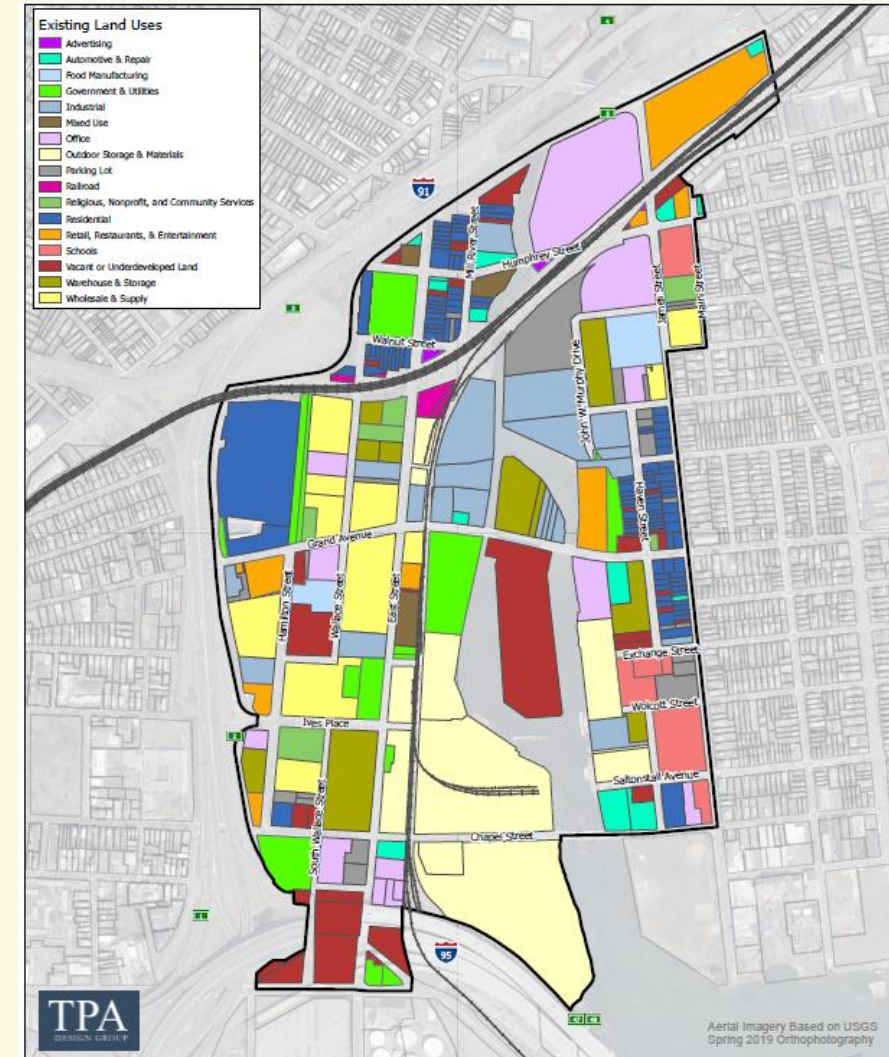 Existing Land Uses
Advertising
Automotive & Repair
Food Manufacturing
Government & Utilities
Industrial
Mixed Use
Office
Outdoor Storage & Materials
Parking Lot
Railroad
Religious, Nonprofit, and Community Services
Residential
Retail, Restaurants, & Entertainment
Schools
Vacant or Underdeveloped Land
Warehouse & Storage
Wholesale & Supply
91
Mill River Street
Humphrey Street
James Street
Main Street
Walnut Street
John W. Murphy Drive
Haven Street
Grand Avenue
Hamilton Street
Wallace Street
East Street
Exchange Street
Wolcott Street
Ives Place
Saltonstall Avenue
South Wallace Street
Chapel Street
95
TPA
DESIGN GROUP
Aerial Imagery Based on USGS
Spring 2019 Orthophotography